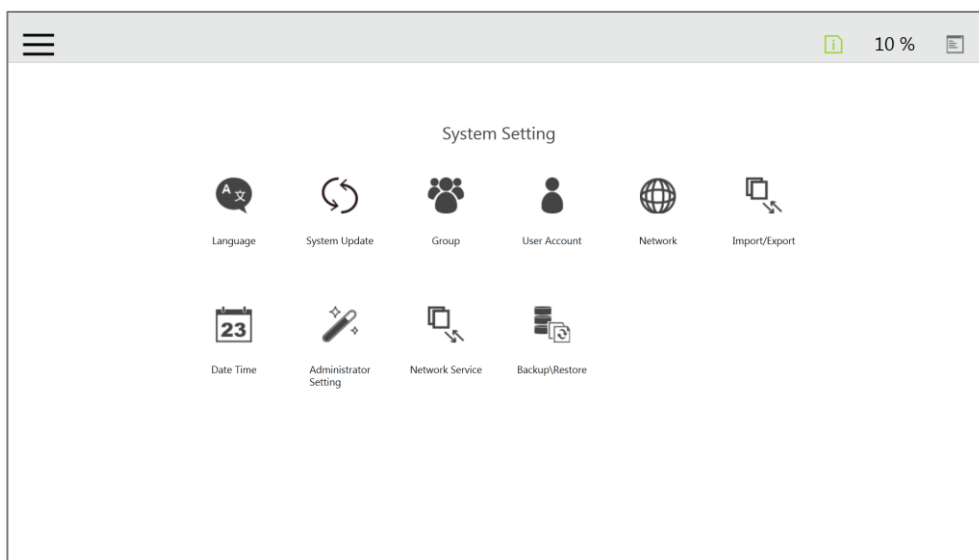 10 %
System Setting
A 文
Language
System Update
Group
User Account
Network
Import/Export
23
Date Time
Administrator
Setting
Network Service
Backup\Restore